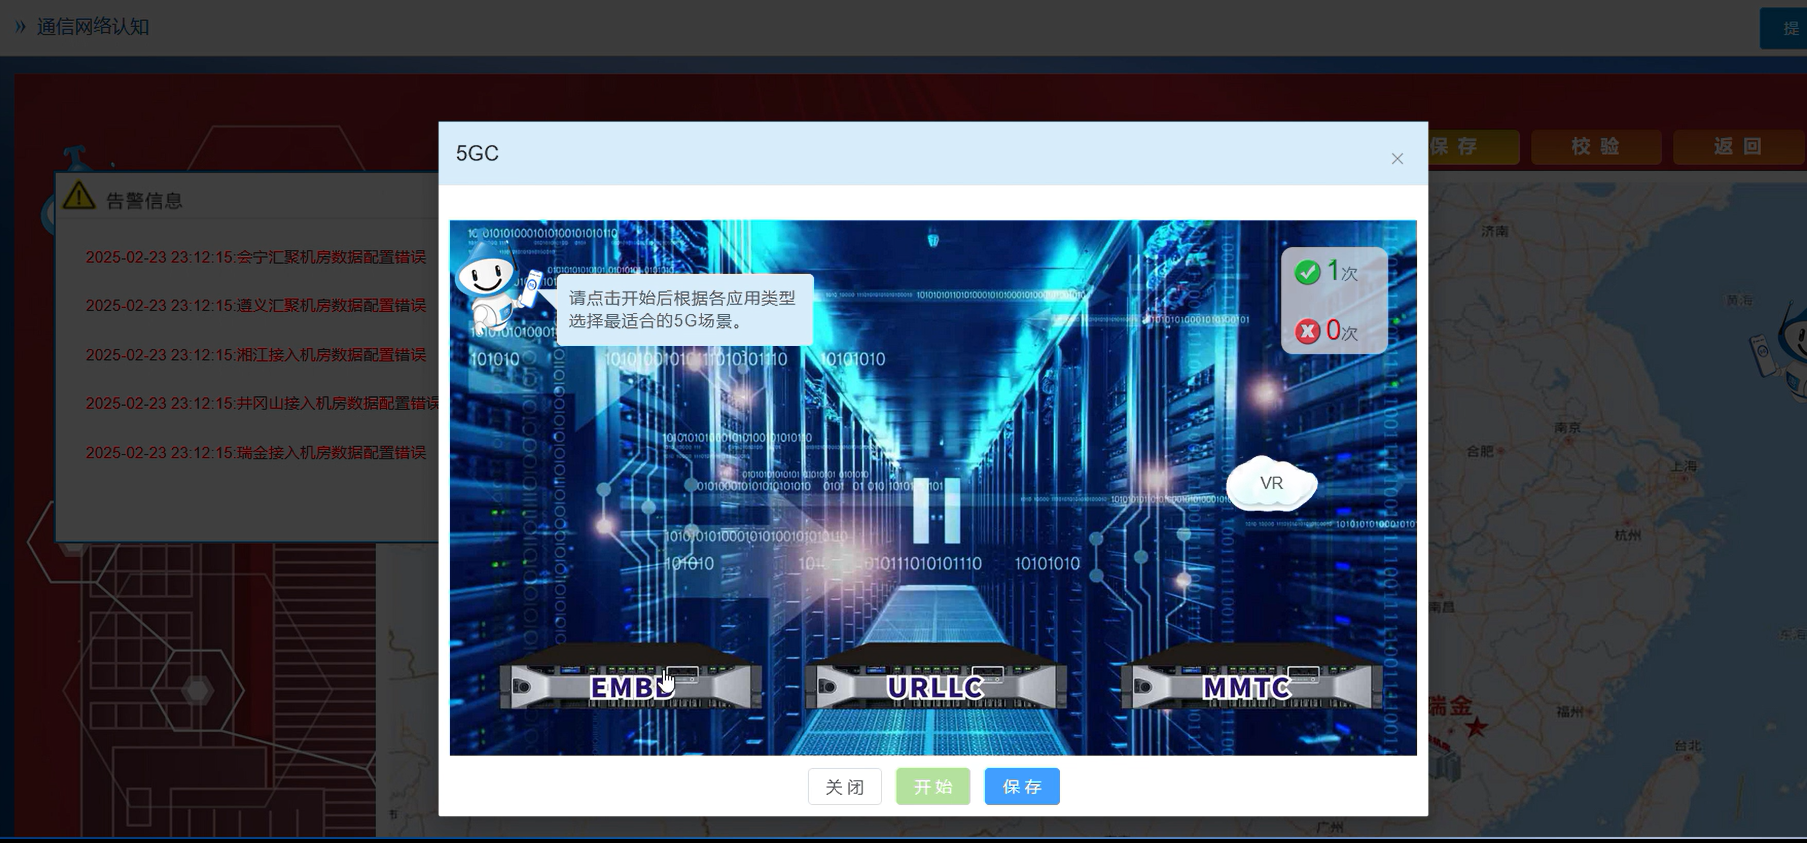 通信网络认知
提
保 存
校 验
返 回
告警信息
2025-02-23 23:12:15:会宁汇聚机房数据配置错误
2025-02-23 23:12:15:遵义汇聚机房数据配置错误
2025-02-23 23:12:15:湘江接入机房数据配置错误
2025-02-23 23:12:15:井冈山接入机房数据配置错误
2025-02-23 23:12:15:瑞金接入机房数据配置错误
5GC
请点击开始后根据各应用类型
选择最适合的5G场景。
1次
0次
VR
EMBB
URLLC
MMTC
关 闭
开 始
保 存
济南
黄海
南京
合肥
上海
杭州
南昌
东海
瑞金
福州
台北
广州